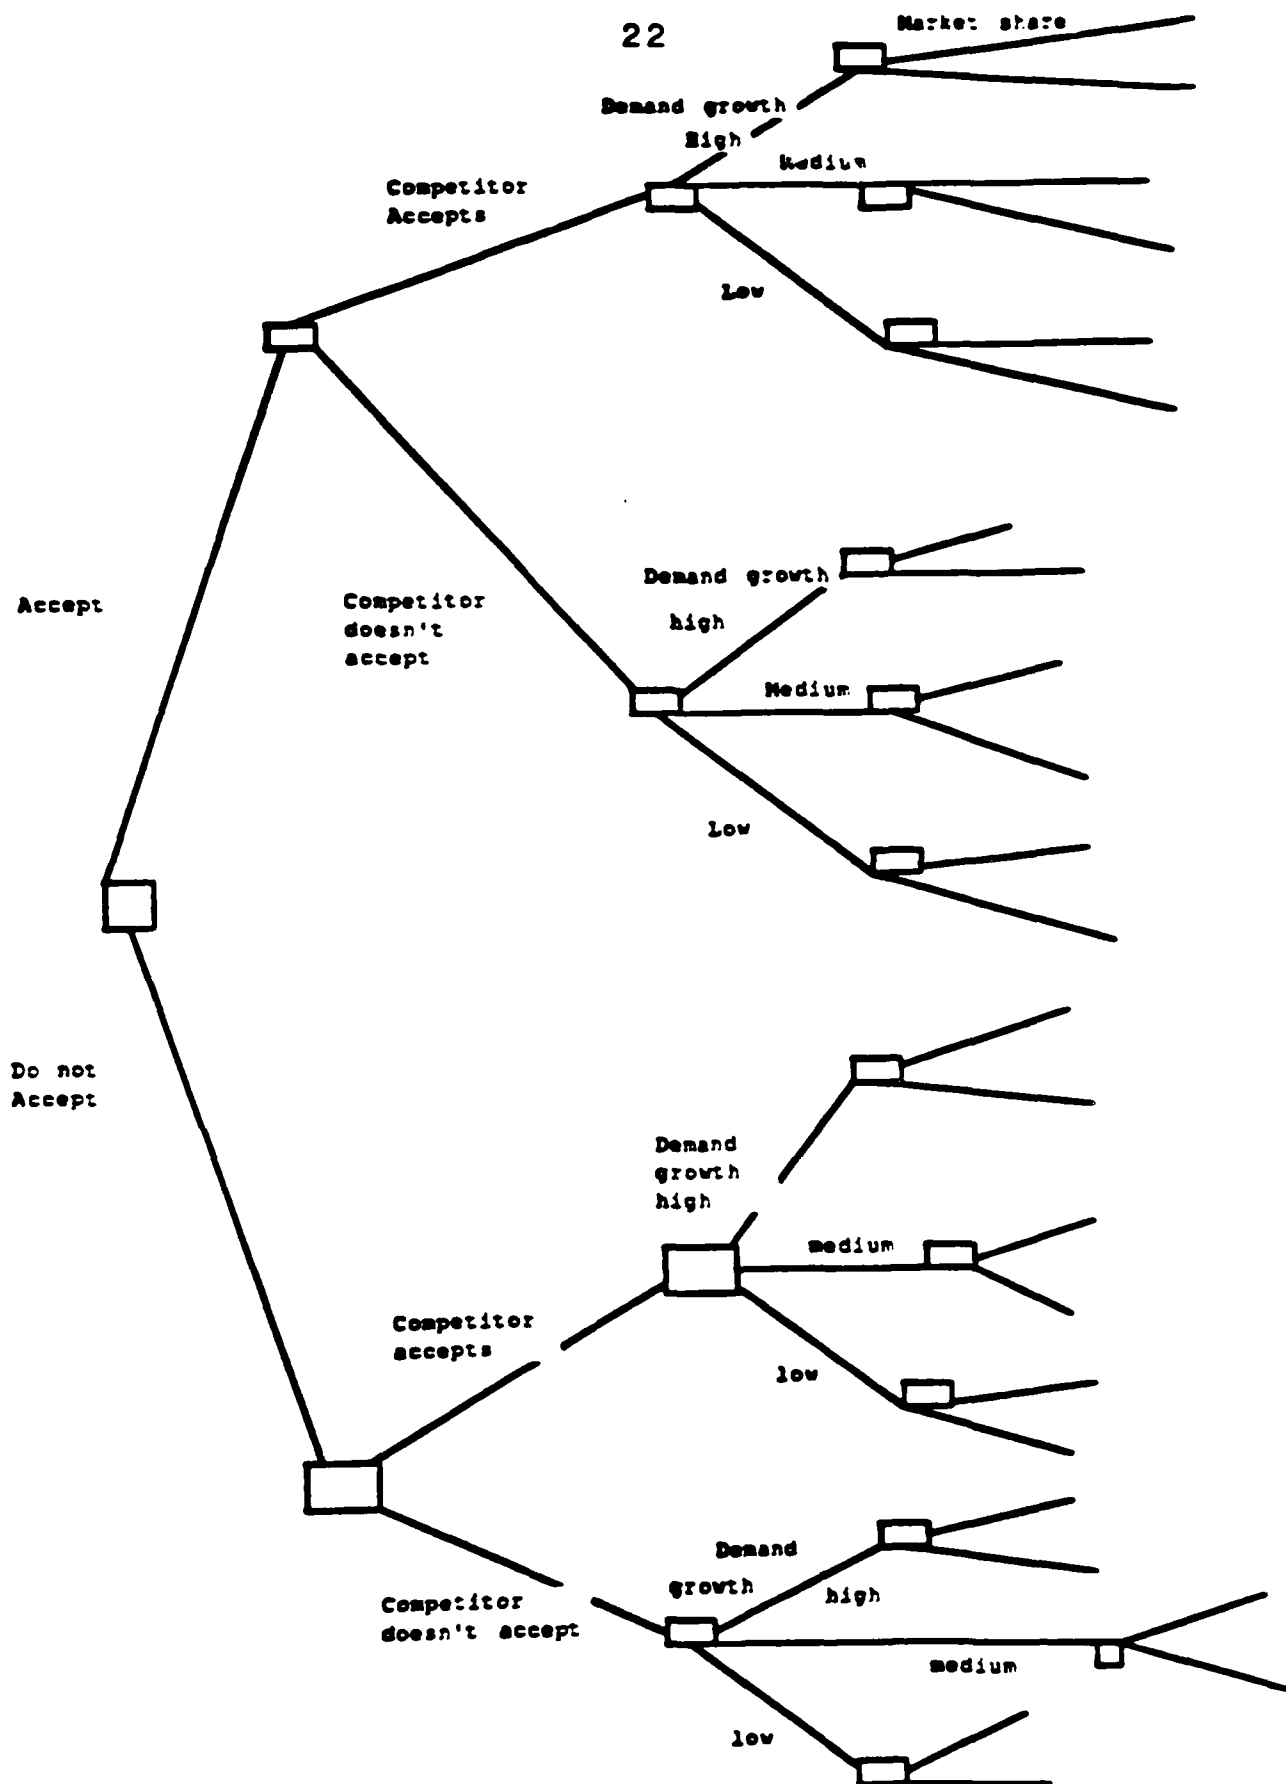 22
Market share
Demand growth
High
Medium
Competitor
Accepts
Low
Accept
Competitor
doesn't
accept
Demand growth
high
Medium
Low
Do not
Accept
Demand
growth
high
medium
Competitor
accepts
low
Demand
growth
high
Competitor
doesn't accept
medium
low